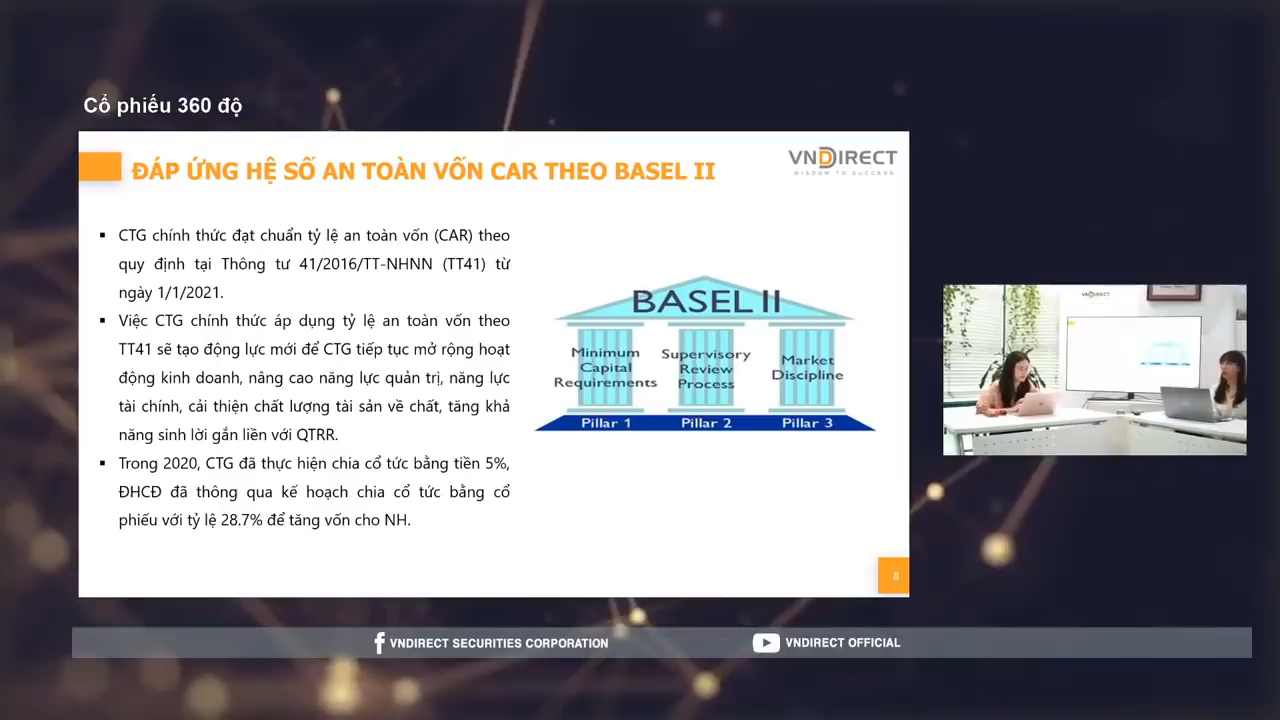 Cổ phiếu 360 độ
ĐÁP ỨNG HỆ SỐ AN TOÀN VỐN CAR THEO BASEL II
VNDIRECT
WISDOM TO SUCCESS
▪ CTG chính thức đạt chuẩn tỷ lệ an toàn vốn (CAR) theo
quy định tại Thông tư 41/2016/TT-NHNN (TT41) từ
ngày 1/1/2021.
▪ Việc CTG chính thức áp dụng tỷ lệ an toàn vốn theo
TT41 sẽ tạo động lực mới để CTG tiếp tục mở rộng hoạt
động kinh doanh, nâng cao năng lực quản trị, năng lực
tài chính, cải thiện chất lượng tài sản về chất, tăng khả
năng sinh lời gắn liền với QTRR.
▪ Trong 2020, CTG đã thực hiện chia cổ tức bằng tiền 5%,
ĐHCĐ đã thông qua kế hoạch chia cổ tức bằng cổ
phiếu với tỷ lệ 28.7% để tăng vốn cho NH.
BASEL II
Minimum
Capital
Requirements
Supervisory
Review
Process
Market
Discipline
Pillar 1
Pillar 2
Pillar 3
8
VNDIRECT
VNDIRECT SECURITIES CORPORATION
VNDIRECT OFFICIAL